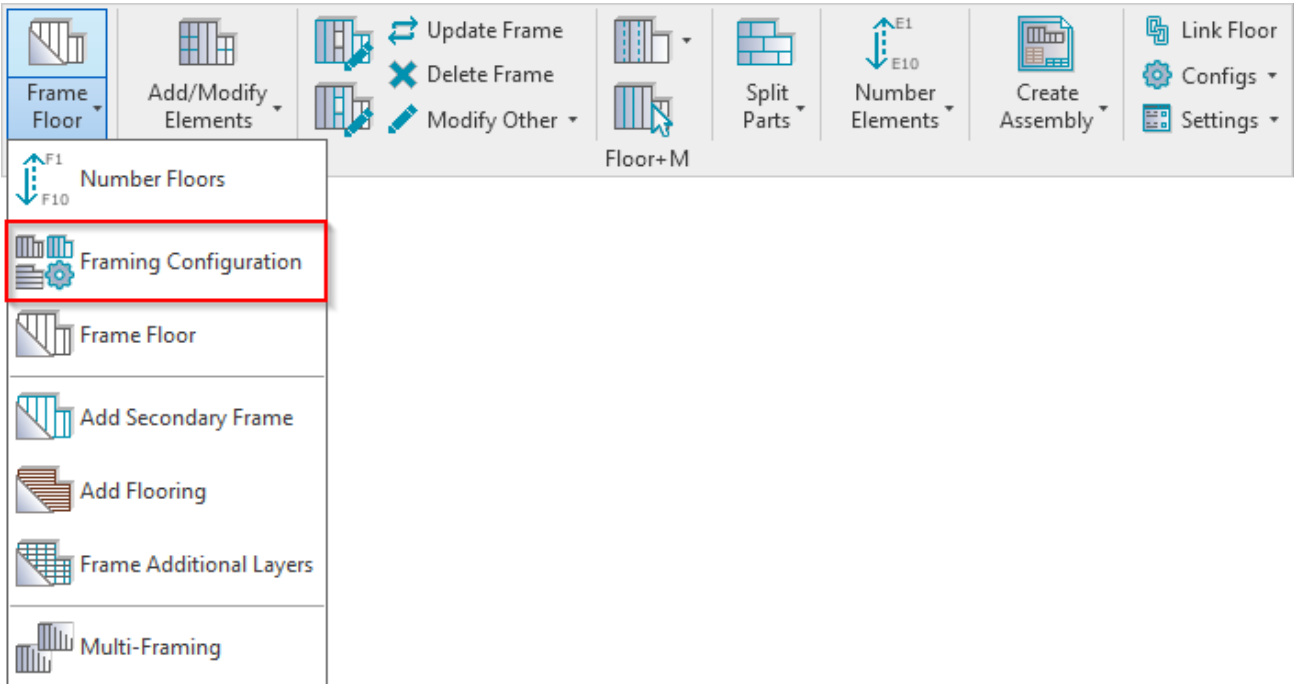 Frame
Floor
Add/Modify
Elements
Update Frame
Delete Frame
Modify Other
Split
Parts
E1
E10
Number
Elements
Create
Assembly
Link Floor
Configs
Settings
Floor+M
F1
F10
Number Floors
Framing Configuration
Frame Floor
Add Secondary Frame
Add Flooring
Frame Additional Layers
Multi-Framing